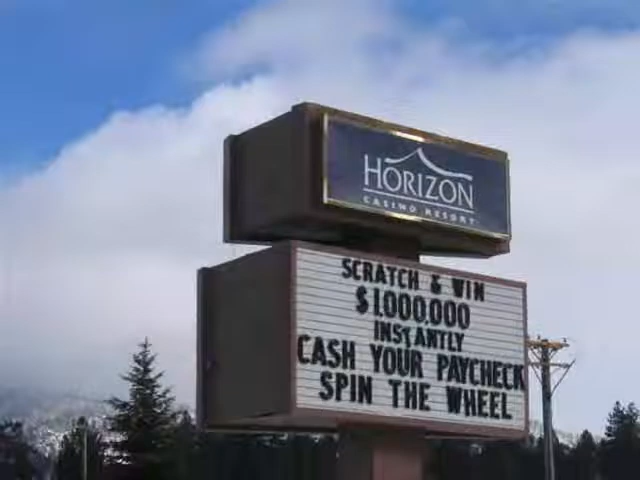 HORIZON
CASINO RESORT
SCRATCH & WIN
$1,000,000
INSTANTLY
CASH YOUR PAYCHECK
SPIN THE WHEEL